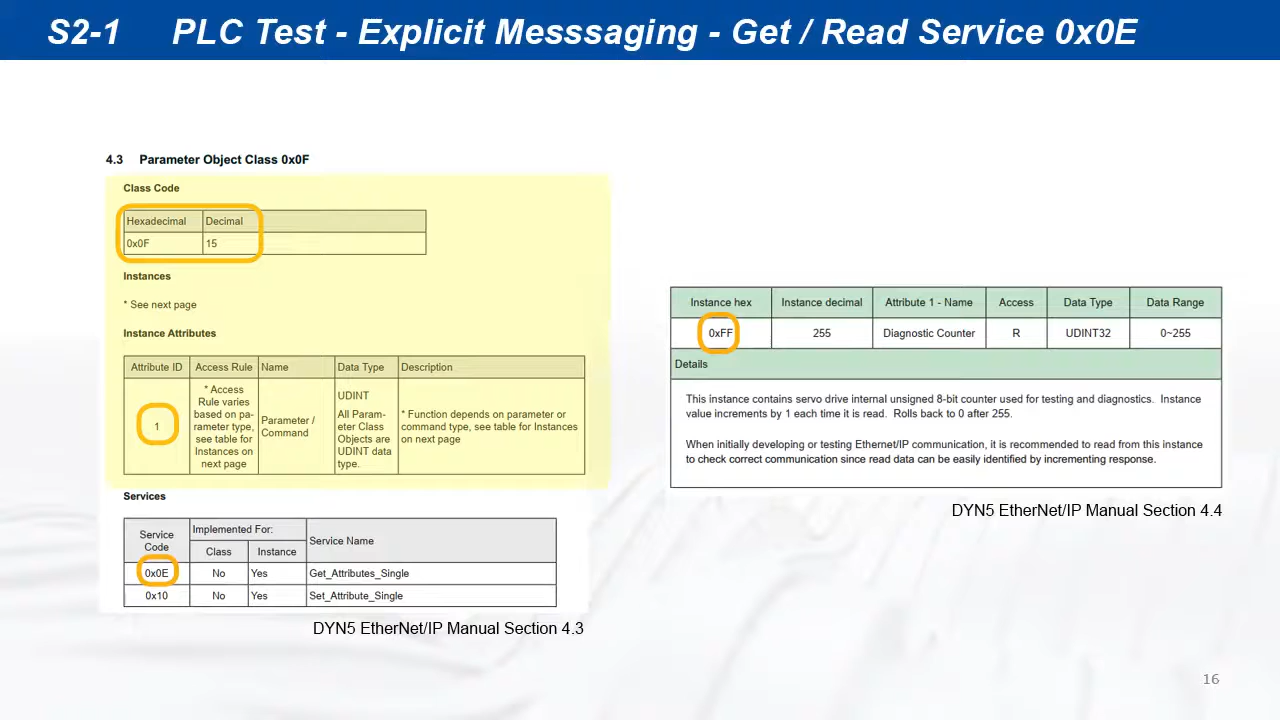 S2-1 PLC Test - Explicit Messsaging - Get / Read Service 0x0E
4.3 Parameter Object Class 0x0F
Class Code
Hexadecimal Decimal
0x0F 15
Instances
* See next page
Instance Attributes
Attribute ID Access Rule Name Data Type Description
1
* Access
Rule varies
based on pa-
rameter type,
see table for
Instances on
next page
Parameter /
Command
UDINT
All Param-
eter Class
Objects are
UDINT data
type.
* Function depends on parameter or
command type, see table for Instances
on next page
Services
Service
Code
Implemented For:
Class Instance
Service Name
0x0E No Yes Get_Attributes_Single
0x10 No Yes Set_Attribute_Single
DYN5 EtherNet/IP Manual Section 4.3
Instance hex Instance decimal Attribute 1 - Name Access Data Type Data Range
0xFF 255 Diagnostic Counter R UDINT32 0~255
Details
This instance contains servo drive internal unsigned 8-bit counter used for testing and diagnostics. Instance
value increments by 1 each time it is read. Rolls back to 0 after 255.
When initially developing or testing Ethernet/IP communication, it is recommended to read from this instance
to check correct communication since read data can be easily identified by incrementing response.
DYN5 EtherNet/IP Manual Section 4.4
16